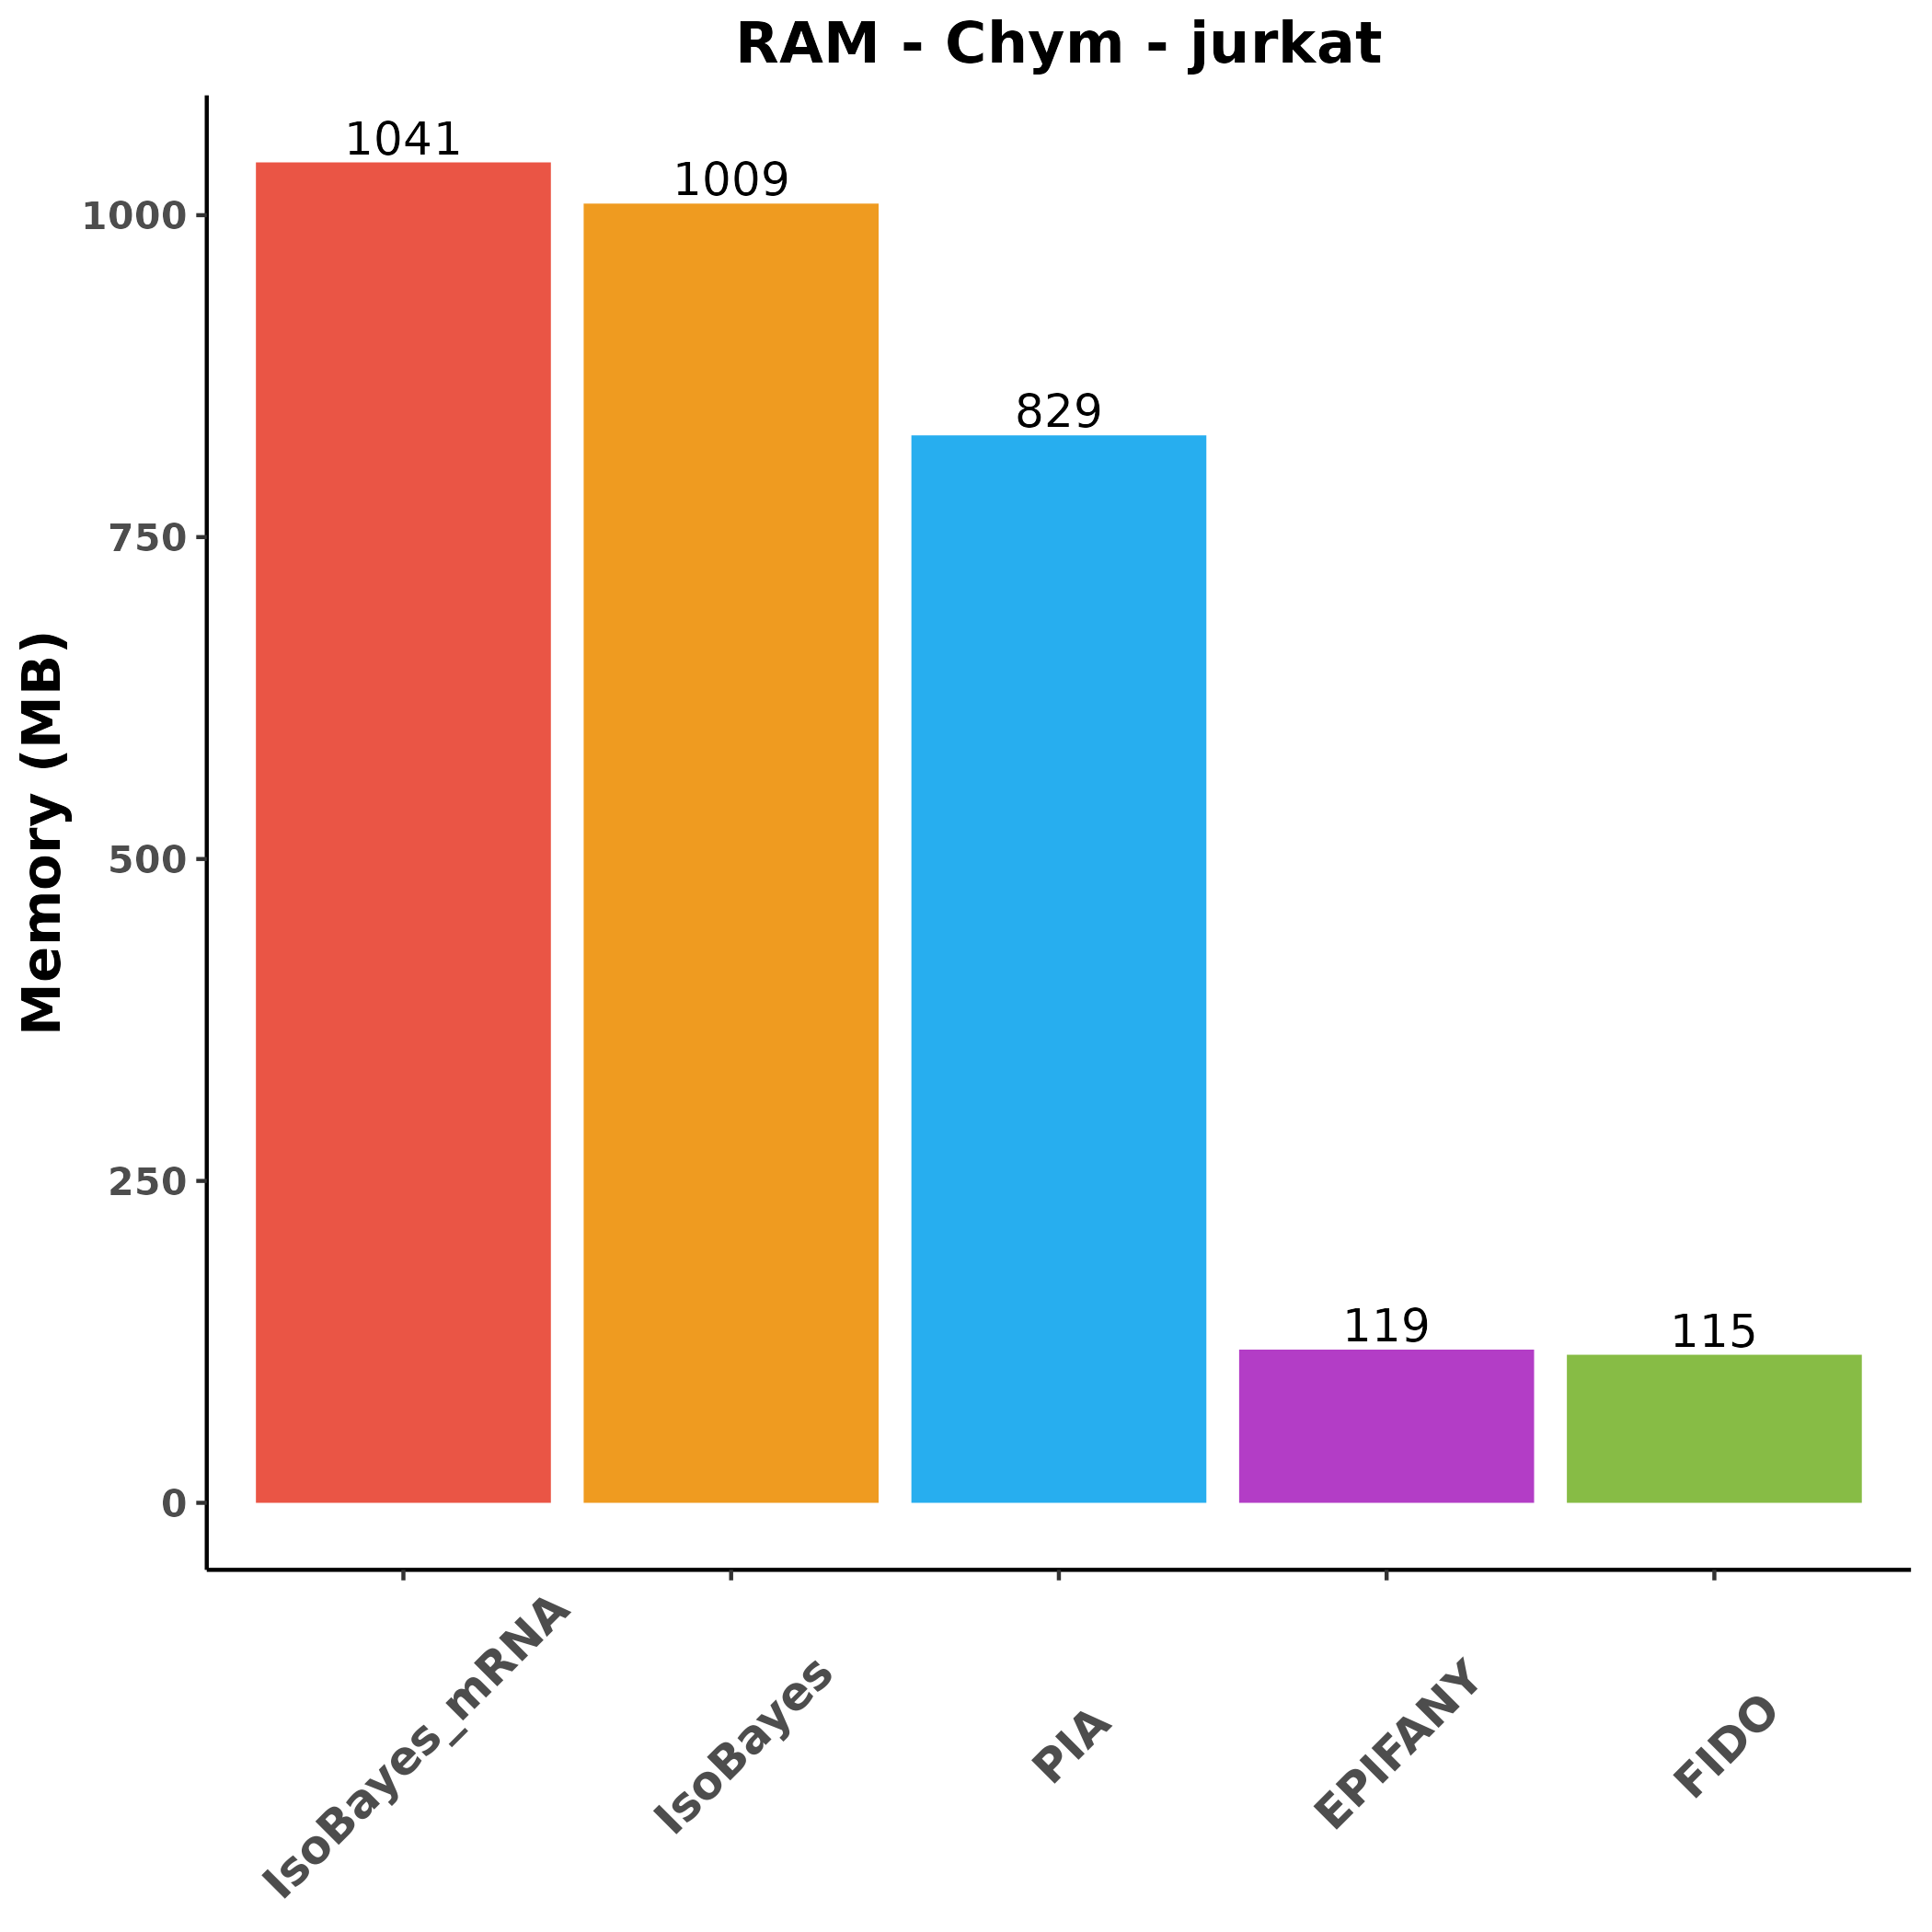 RAM - Chym - jurkat
Memory (MB)
1000
750
500
250
0
1041
1009
829
119
115
IsoBayes_mRNA
IsoBayes
PIA
EPIFANY
FIDO